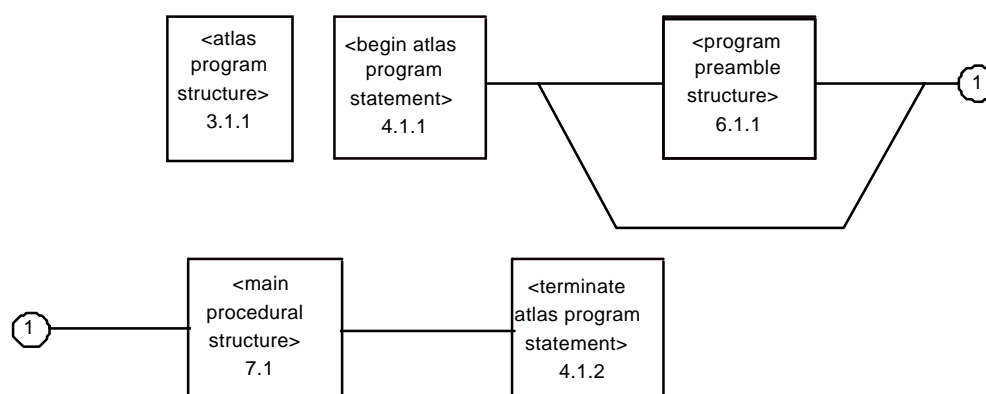 <atlas
program
structure>
3.1.1
<begin atlas
program
statement>
4.1.1
<program
preamble
structure>
6.1.1
1
1
<main
procedural
structure>
7.1
<terminate
atlas program
statement>
4.1.2